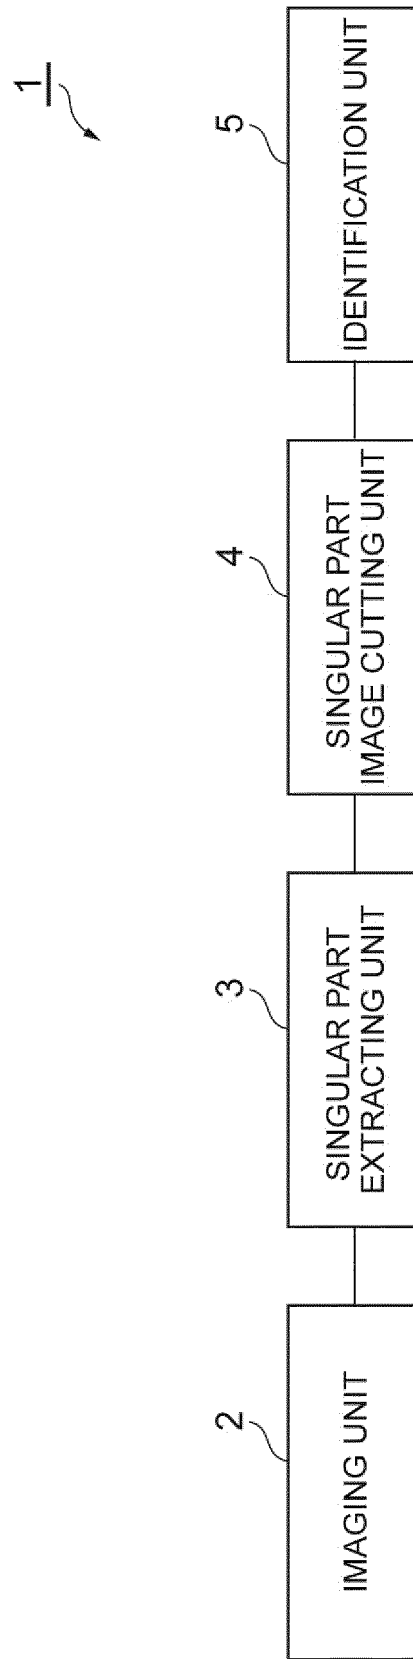 1
2
IMAGING UNIT
3
SINGULAR PART
EXTRACTING UNIT
4
SINGULAR PART
IMAGE CUTTING UNIT
5
IDENTIFICATION UNIT